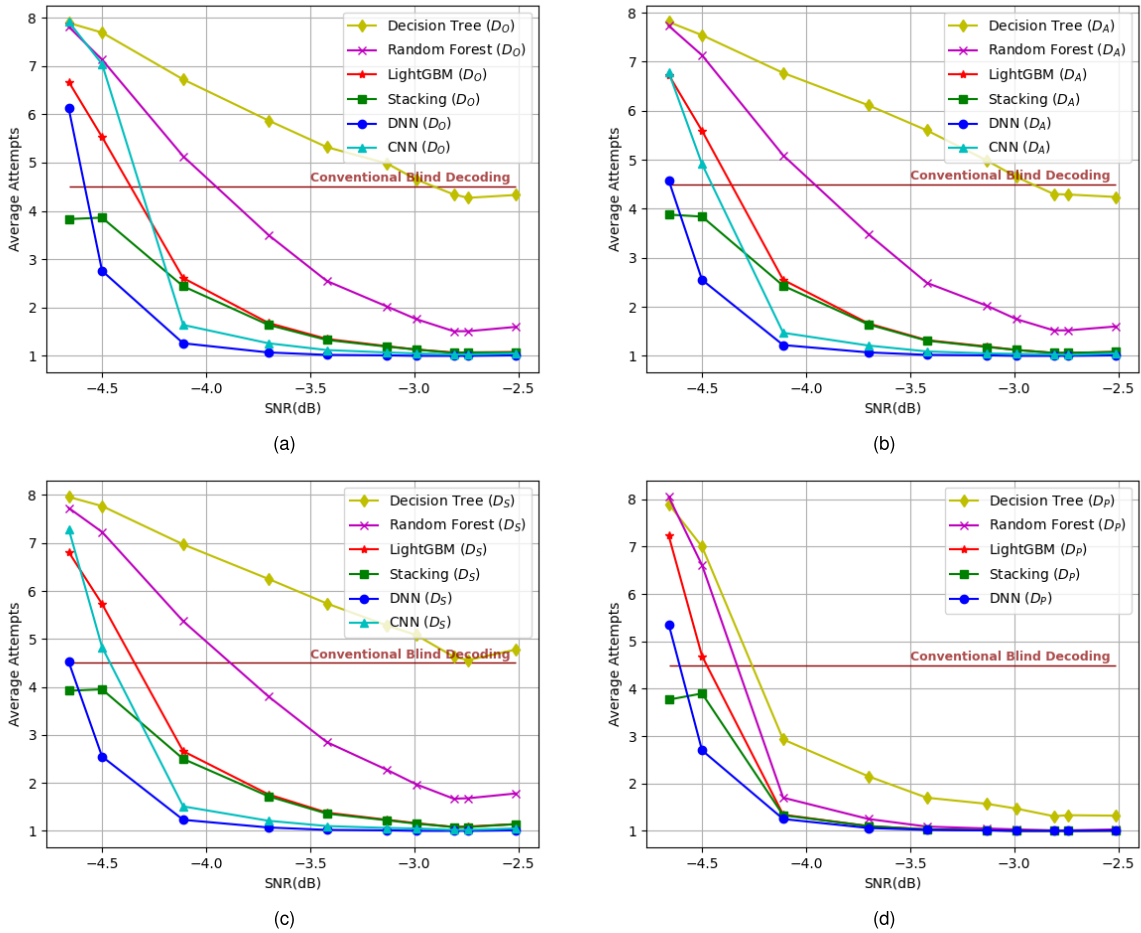 8
7
6
5
4
3
2
1
Average Attempts
Decision Tree (D_O)
Random Forest (D_O)
LightGBM (D_O)
Stacking (D_O)
DNN (D_O)
CNN (D_O)
Conventional Blind Decoding
−4.5 −4.0 −3.5 −3.0 −2.5
SNR(dB)
(a)
8
7
6
5
4
3
2
1
Average Attempts
Decision Tree (D_A)
Random Forest (D_A)
LightGBM (D_A)
Stacking (D_A)
DNN (D_A)
CNN (D_A)
Conventional Blind Decoding
−4.5 −4.0 −3.5 −3.0 −2.5
SNR(dB)
(b)
8
7
6
5
4
3
2
1
Average Attempts
Decision Tree (D_S)
Random Forest (D_S)
LightGBM (D_S)
Stacking (D_S)
DNN (D_S)
CNN (D_S)
Conventional Blind Decoding
−4.5 −4.0 −3.5 −3.0 −2.5
SNR(dB)
(c)
8
7
6
5
4
3
2
1
Average Attempts
Decision Tree (D_P)
Random Forest (D_P)
LightGBM (D_P)
Stacking (D_P)
DNN (D_P)
Conventional Blind Decoding
−4.5 −4.0 −3.5 −3.0 −2.5
SNR(dB)
(d)